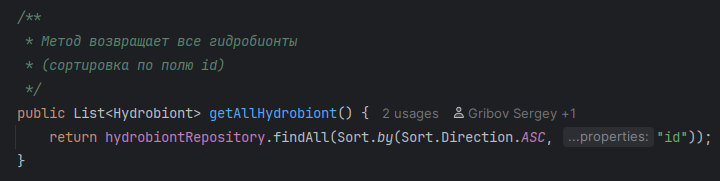 /**
* Метод возвращает все гидробионты
* (сортировка по полю id)
*/
public List<Hydrobiont> getAllHydrobiont() { 2 usages Gribov Sergey +1
return hydrobiontRepository.findAll(Sort.by(Sort.Direction.ASC, ...properties: "id"));
}